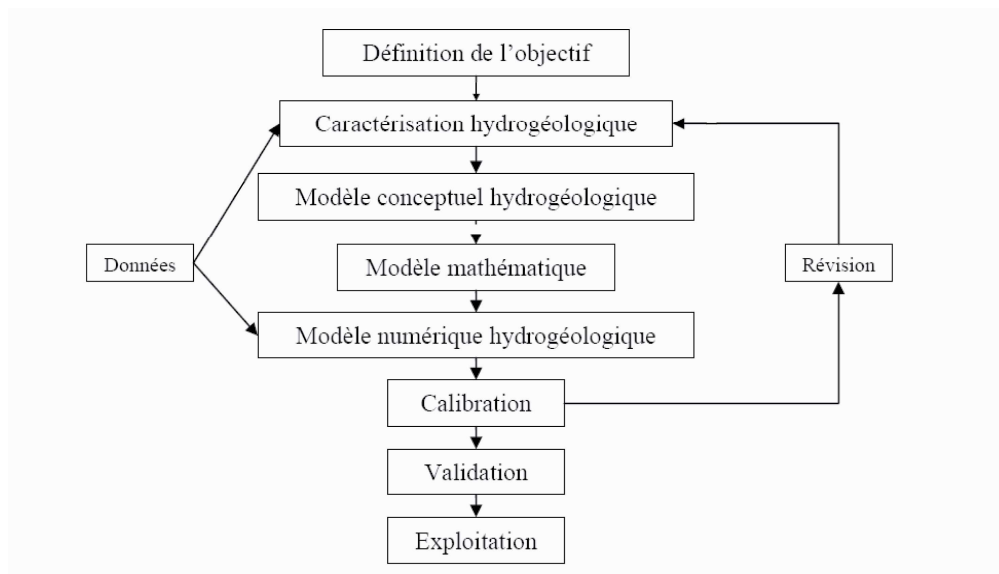 Définition de l’objectif
Caractérisation hydrogéologique
Modèle conceptuel hydrogéologique
Données
Modèle mathématique
Révision
Modèle numérique hydrogéologique
Calibration
Validation
Exploitation